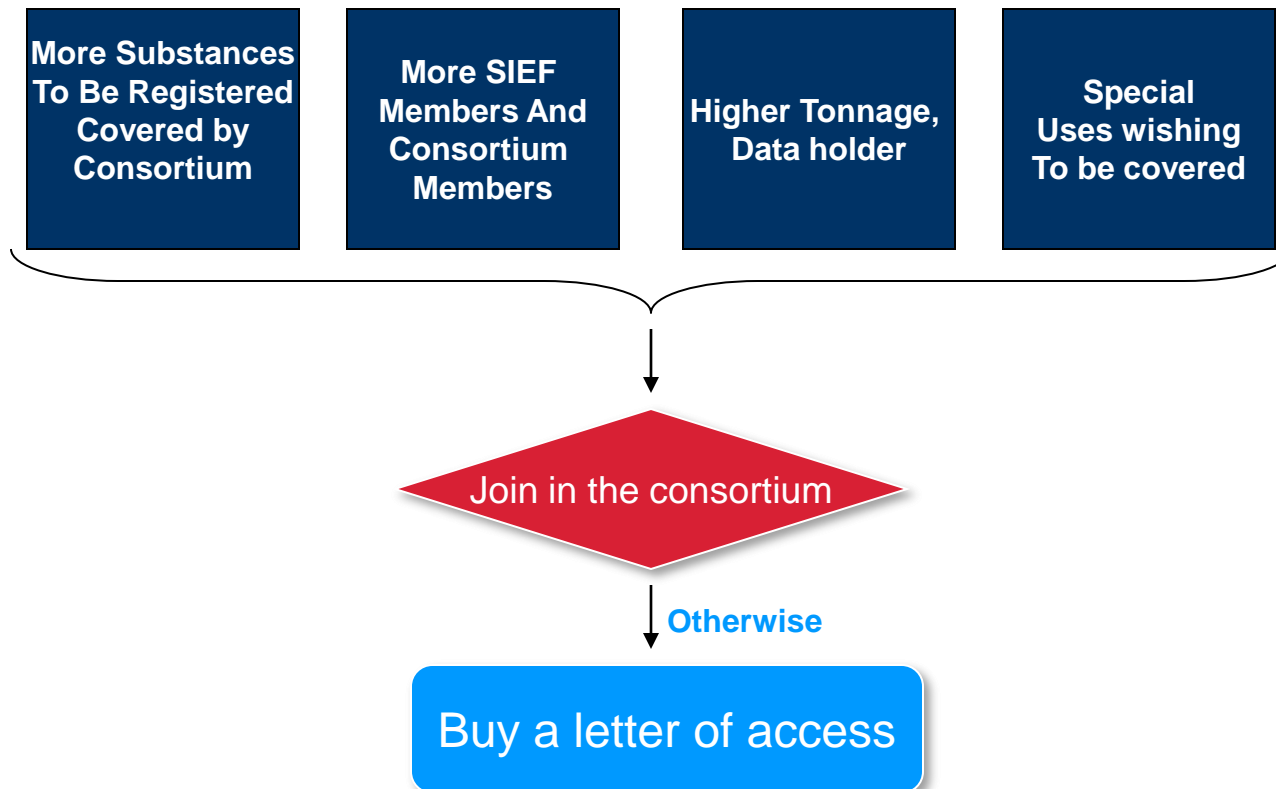 More Substances
To Be Registered
Covered by
Consortium
More SIEF
Members And
Consortium
Members
Higher Tonnage,
Data holder
Special
Uses wishing
To be covered
Join in the consortium
Otherwise
Buy a letter of access